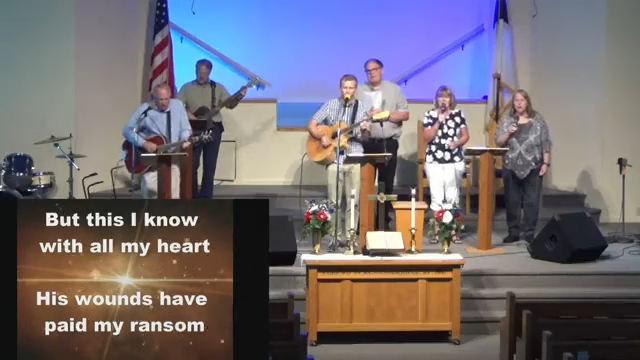 But this I know
with all my heart
His wounds have
paid my ransom